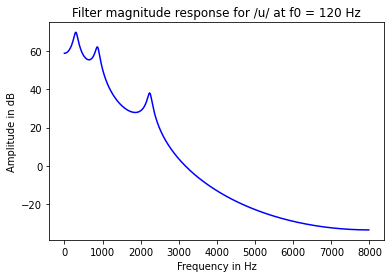 Filter magnitude response for /u/ at f0 = 120 Hz
Amplitude in dB
60
40
20
0
−20
0 1000 2000 3000 4000 5000 6000 7000 8000
Frequency in Hz